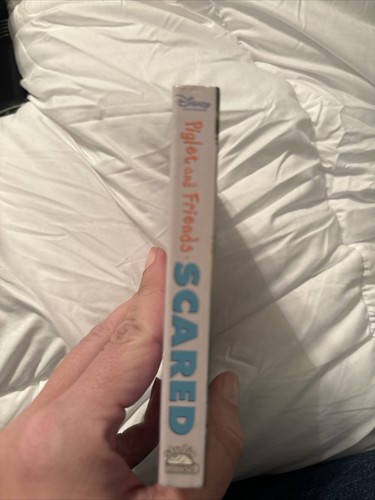 Disney
Piglet and Friends · SCARED